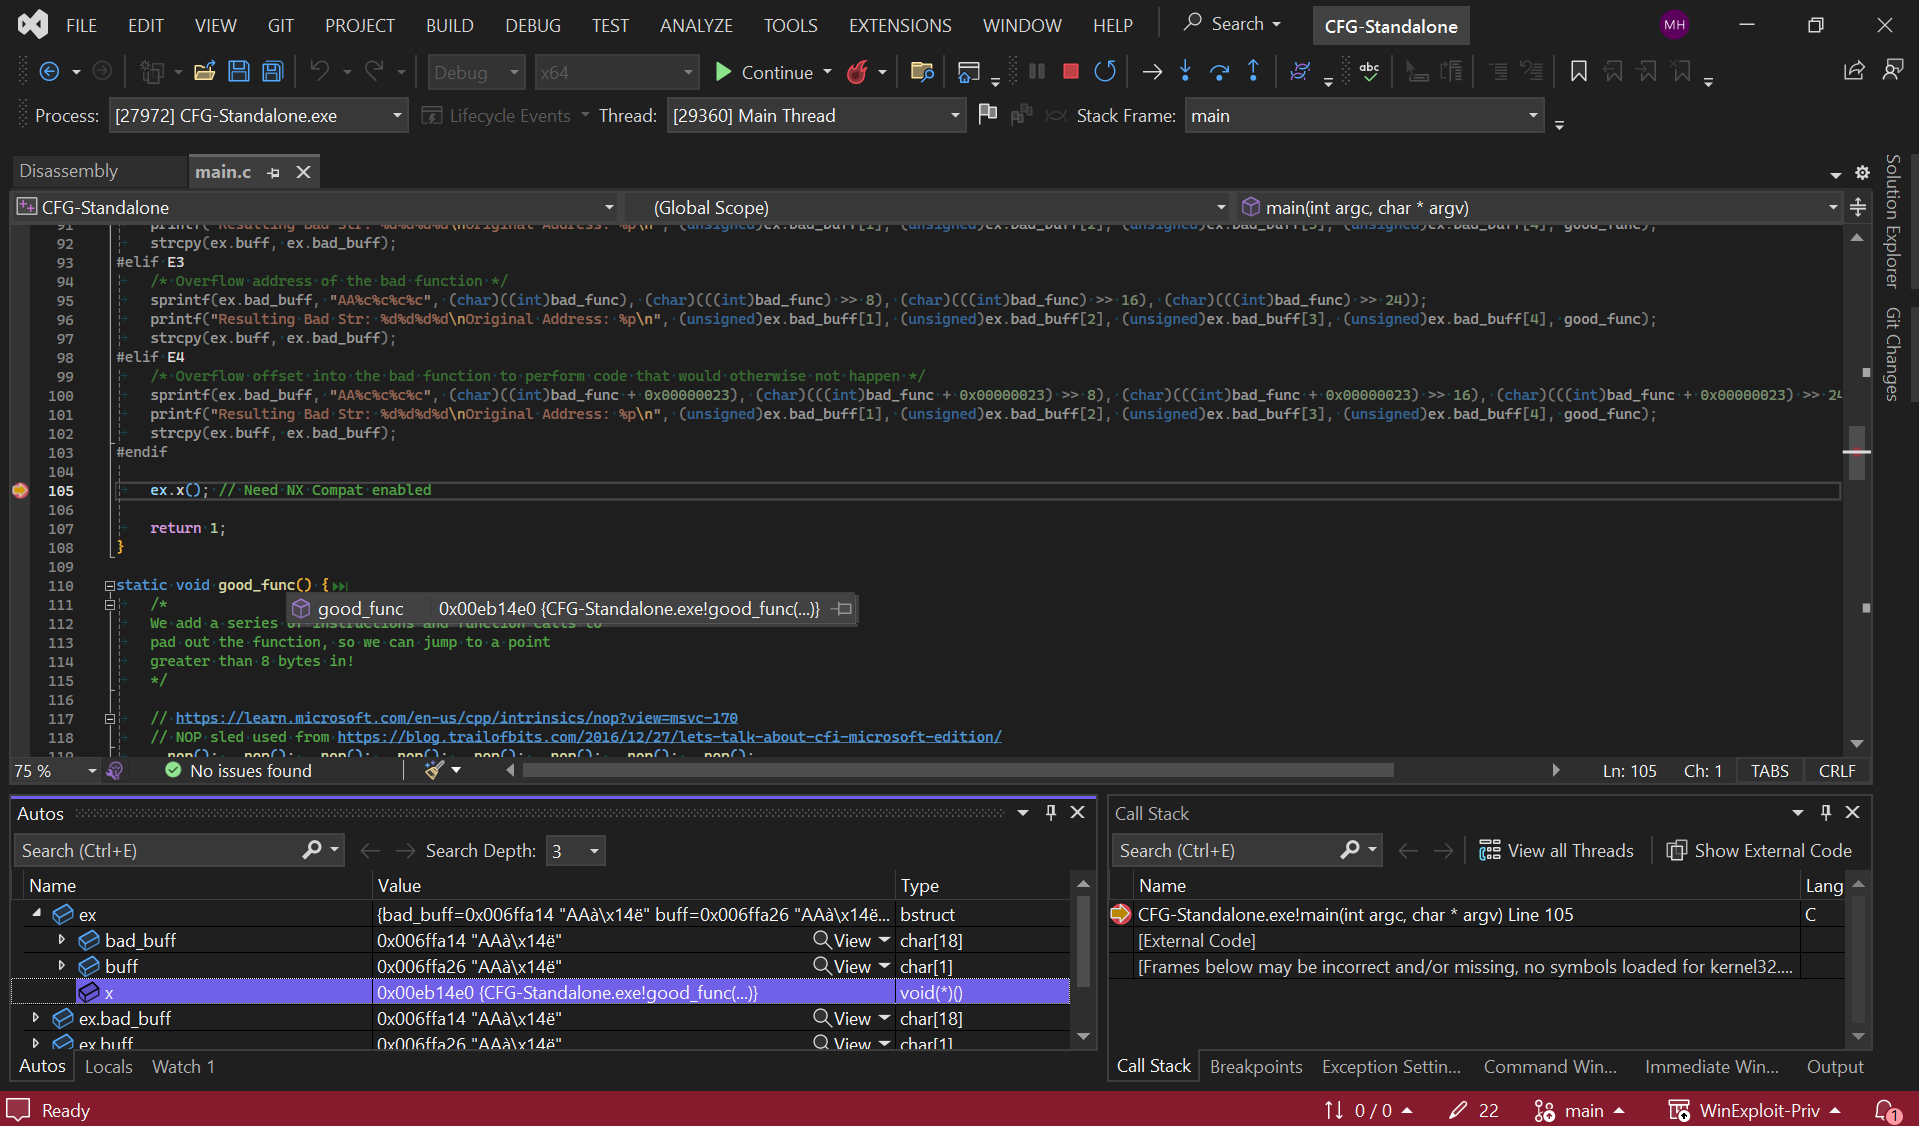 FILE EDIT VIEW GIT PROJECT BUILD DEBUG TEST ANALYZE TOOLS EXTENSIONS WINDOW HELP Search CFG-Standalone MH
Debug x64 Continue abc
Process: [27972] CFG-Standalone.exe Lifecycle Events Thread: [29360] Main Thread Stack Frame: main
Disassembly main.c
CFG-Standalone (Global Scope) main(int argc, char * argv)
91 printf("Resulting Bad Str: %d%d%d%d\nOriginal Address: %p\n", (unsigned)ex.bad_buff[1], (unsigned)ex.bad_buff[2], (unsigned)ex.bad_buff[3], (unsigned)ex.bad_buff[4], good_func);
92 strcpy(ex.buff, ex.bad_buff);
93 #elif E3
94 /* Overflow address of the bad function */
95 sprintf(ex.bad_buff, "AA%c%c%c%c", (char)((int)bad_func), (char)(((int)bad_func) >> 8), (char)(((int)bad_func) >> 16), (char)(((int)bad_func) >> 24));
96 printf("Resulting Bad Str: %d%d%d%d\nOriginal Address: %p\n", (unsigned)ex.bad_buff[1], (unsigned)ex.bad_buff[2], (unsigned)ex.bad_buff[3], (unsigned)ex.bad_buff[4], good_func);
97 strcpy(ex.buff, ex.bad_buff);
98 #elif E4
99 /* Overflow offset into the bad function to perform code that would otherwise not happen */
100 sprintf(ex.bad_buff, "AA%c%c%c%c", (char)((int)bad_func + 0x00000023), (char)(((int)bad_func + 0x00000023) >> 8), (char)(((int)bad_func + 0x00000023) >> 16), (char)(((int)bad_func + 0x00000023) >> 24
101 printf("Resulting Bad Str: %d%d%d%d\nOriginal Address: %p\n", (unsigned)ex.bad_buff[1], (unsigned)ex.bad_buff[2], (unsigned)ex.bad_buff[3], (unsigned)ex.bad_buff[4], good_func);
102 strcpy(ex.buff, ex.bad_buff);
103 #endif
104
105 ex.x(); // Need NX Compat enabled
106
107 return 1;
108 }
109
110 static void good_func() {
111 /*
good_func 0x00eb14e0 {CFG-Standalone.exe!good_func(...)}
112 We add a series of instructions and function calls to
113 pad out the function, so we can jump to a point
114 greater than 8 bytes in!
115 */
116
117 // https://learn.microsoft.com/en-us/cpp/intrinsics/nop?view=msvc-170
118 // NOP sled used from https://blog.trailofbits.com/2016/12/27/lets-talk-about-cfi-microsoft-edition/
119 __nop(); __nop(); __nop(); __nop(); __nop(); __nop(); __nop(); __nop();
75 % No issues found Ln: 105 Ch: 1 TABS CRLF
Solution Explorer
Git Changes
Autos
Search (Ctrl+E) Search Depth: 3
Name Value Type
ex {bad_buff=0x006ffa14 "AAà\x14ë" buff=0x006ffa26 "AAà\x14ë... bstruct
bad_buff 0x006ffa14 "AAà\x14ë" View char[18]
buff 0x006ffa26 "AAà\x14ë" View char[1]
x 0x00eb14e0 {CFG-Standalone.exe!good_func(...)} void(*)()
ex.bad_buff 0x006ffa14 "AAà\x14ë" View char[18]
ex.buff 0x006ffa26 "AAà\x14ë" View char[1]
Autos Locals Watch 1
Call Stack
Search (Ctrl+E) View all Threads Show External Code
Name Lang
CFG-Standalone.exe!main(int argc, char * argv) Line 105 C
[External Code]
[Frames below may be incorrect and/or missing, no symbols loaded for kernel32....
Call Stack Breakpoints Exception Settin... Command Win... Immediate Win... Output
Ready 0 / 0 22 main WinExploit-Priv 1